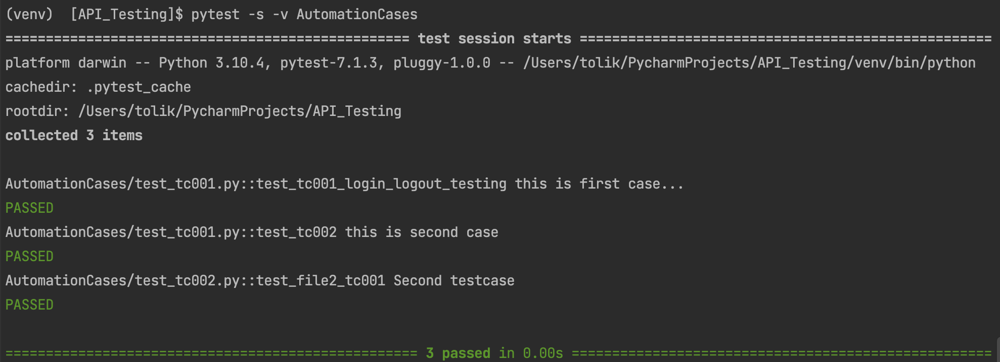 (venv)  [API_Testing]$ pytest -s -v AutomationCases
================================================== test session starts ===================================================
platform darwin -- Python 3.10.4, pytest-7.1.3, pluggy-1.0.0 -- /Users/tolik/PycharmProjects/API_Testing/venv/bin/python
cachedir: .pytest_cache
rootdir: /Users/tolik/PycharmProjects/API_Testing
collected 3 items
AutomationCases/test_tc001.py::test_tc001_login_logout_testing this is first case...
PASSED
AutomationCases/test_tc001.py::test_tc002 this is second case
PASSED
AutomationCases/test_tc002.py::test_file2_tc001 Second testcase
PASSED
=================================================== 3 passed in 0.00s ====================================================